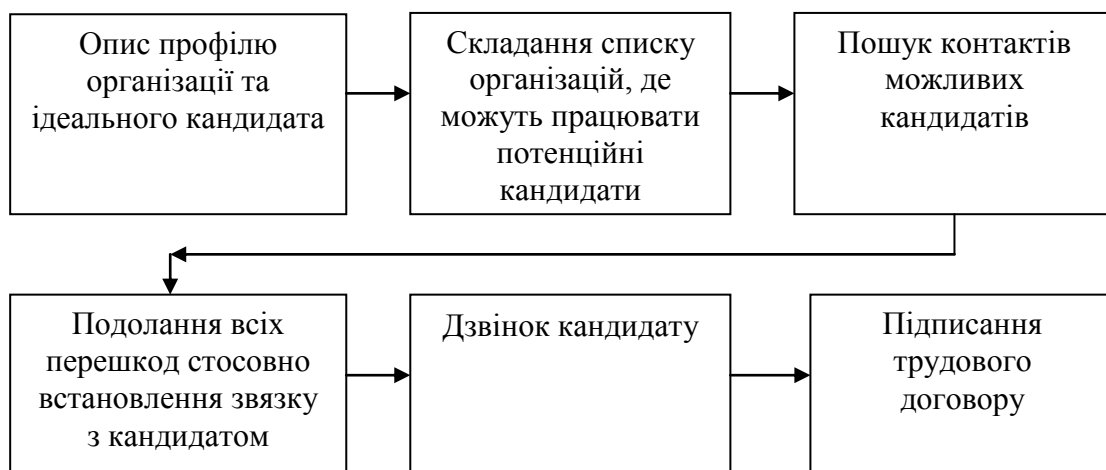 Опис профілю
організації та
ідеального кандидата
Складання списку
організацій, де
можуть працювати
потенційні
кандидати
Пошук контактів
можливих
кандидатів
Подолання всіх
перешкод стосовно
встановлення звязку
з кандидатом
Дзвінок кандидату
Підписання
трудового
договору